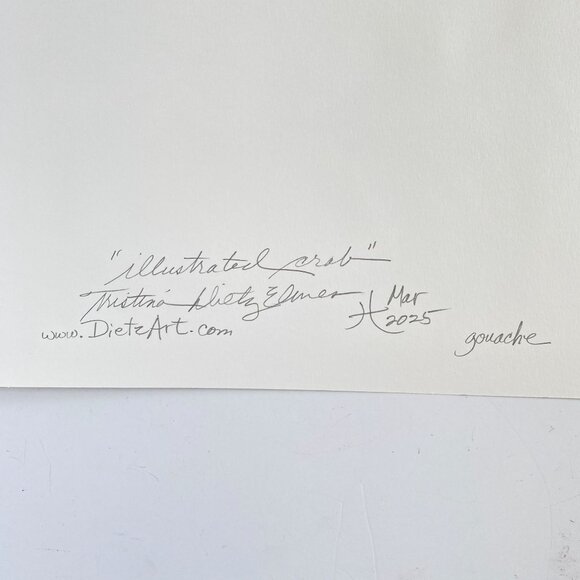 "illustrated crab"
Tristina Dietz Elmes
Mar
2025
www.DietzArt.com
gouache